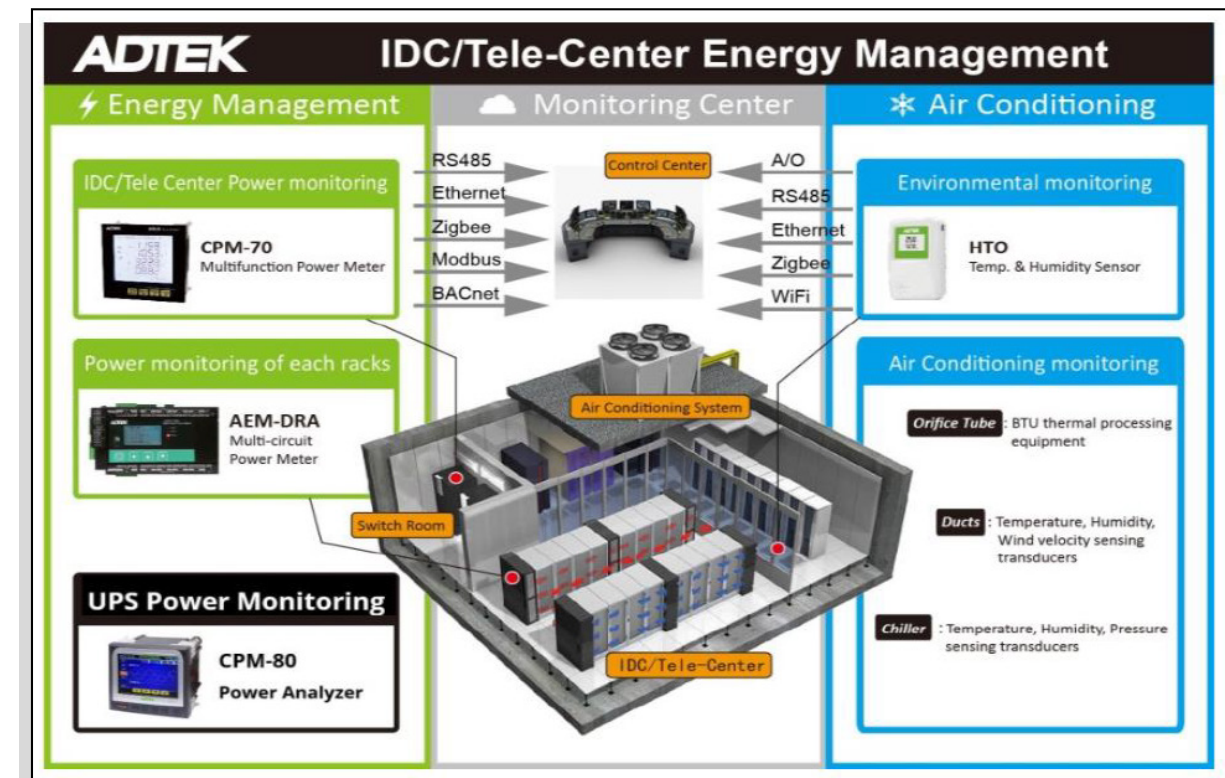 ADTEK
IDC/Tele-Center Energy Management
Energy Management
Monitoring Center
Air Conditioning
IDC/Tele Center Power monitoring
CPM-70
Multifunction Power Meter
Power monitoring of each racks
AEM-DRA
Multi-circuit
Power Meter
UPS Power Monitoring
CPM-80
Power Analyzer
RS485
Ethernet
Zigbee
Modbus
BACnet
Control Center
A/O
RS485
Ethernet
Zigbee
WiFi
Air Conditioning System
Switch Room
IDC/Tele-Center
Environmental monitoring
HTO
Temp. & Humidity Sensor
Air Conditioning monitoring
Orifice Tube : BTU thermal processing
equipment
Ducts : Temperature, Humidity,
Wind velocity sensing
transducers
Chiller : Temperature, Humidity, Pressure
sensing transducers